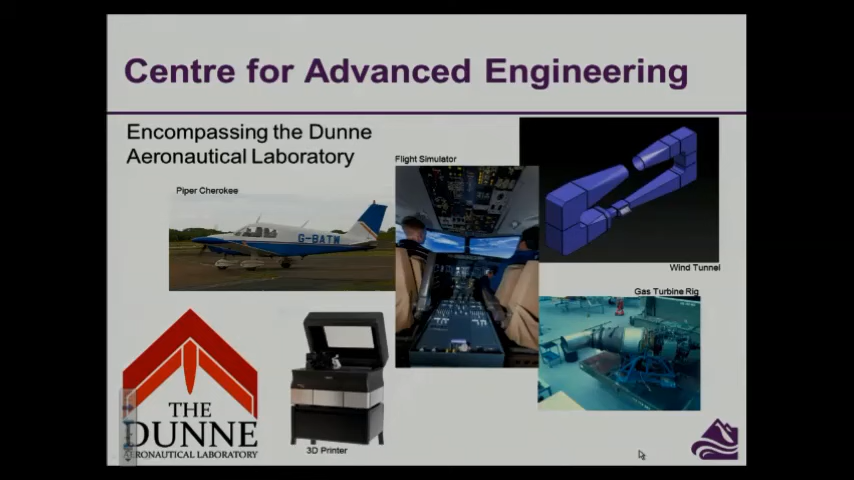 Centre for Advanced Engineering
Encompassing the Dunne
Aeronautical Laboratory
Flight Simulator
Piper Cherokee
G-BATW
Wind Tunnel
Gas Turbine Rig
THE
DUNNE
AERONAUTICAL LABORATORY
3D Printer